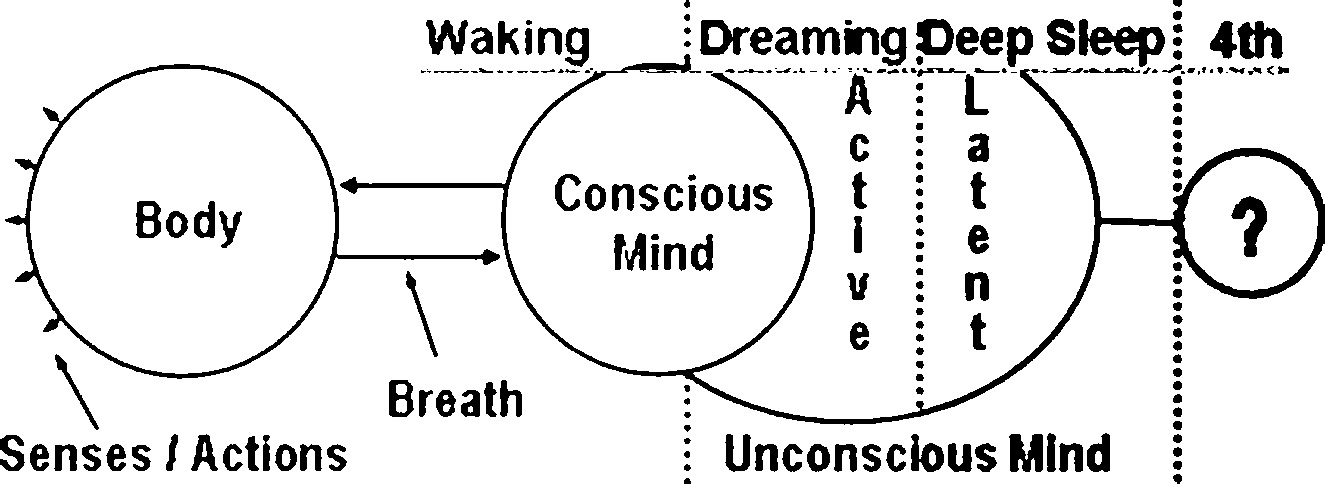 Waking Dreaming Deep Sleep 4th
Active
Latent
Body
Conscious
Mind
?
Breath
Senses / Actions
Unconscious Mind